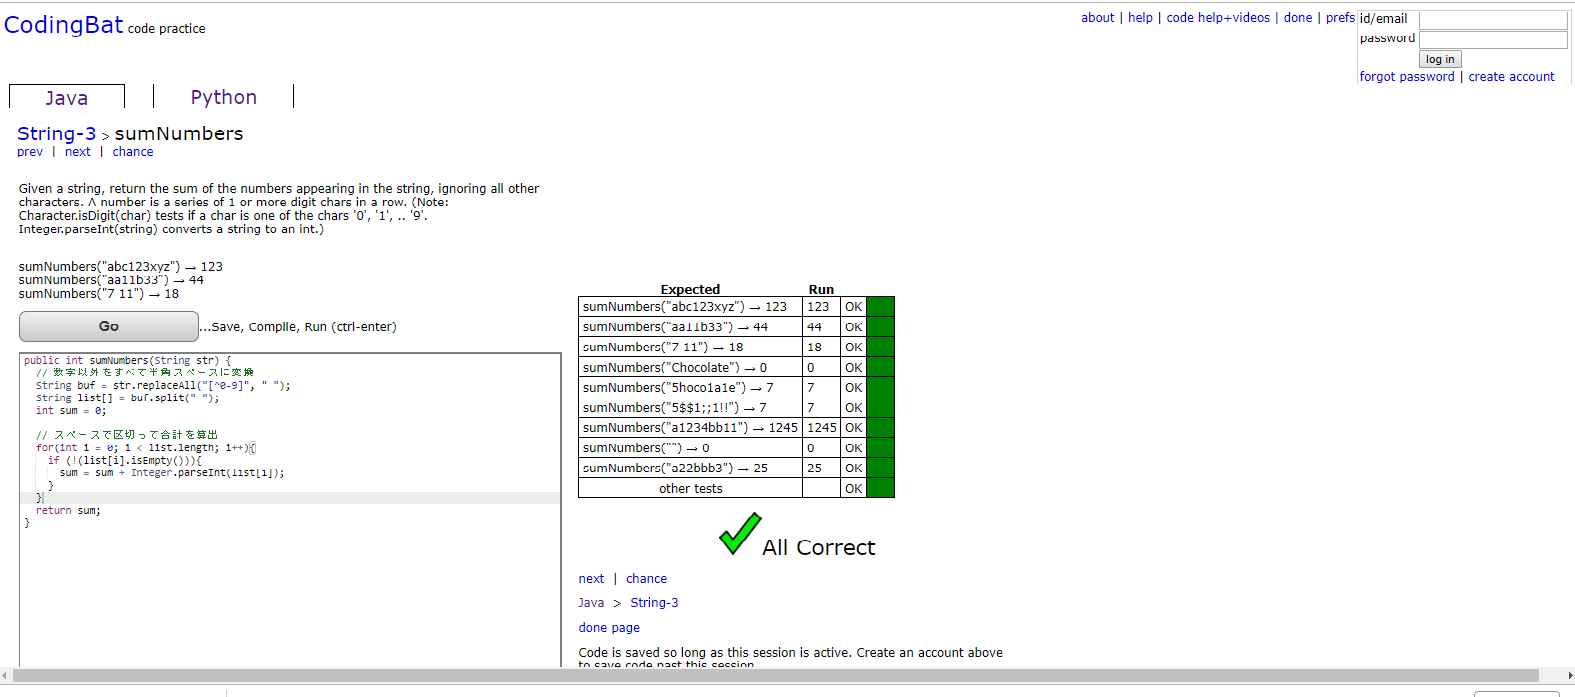 CodingBat code practice
about | help | code help+videos | done | prefs
id/email
password
log in
forgot password | create account
Java
Python
String-3 > sumNumbers
prev | next | chance
Given a string, return the sum of the numbers appearing in the string, ignoring all other
characters. A number is a series of 1 or more digit chars in a row. (Note:
Character.isDigit(char) tests if a char is one of the chars '0', '1', .. '9'.
Integer.parseInt(string) converts a string to an int.)
sumNumbers("abc123xyz") → 123
sumNumbers("aa11b33") → 44
sumNumbers("7 11") → 18
Go
...Save, Compile, Run (ctrl-enter)
public int sumNumbers(String str) {
// 数字以外をすべて半角スペースに変換
String buf = str.replaceAll("[^0-9]", " ");
String list[] = buf.split(" ");
int sum = 0;
// スペースで区切って合計を算出
for(int i = 0; i < list.length; i++){
if (!(list[i].isEmpty())){
sum = sum + Integer.parseInt(list[i]);
}
}
return sum;
}
Expected Run
sumNumbers("abc123xyz") → 123 123 OK
sumNumbers("aa11b33") → 44 44 OK
sumNumbers("7 11") → 18 18 OK
sumNumbers("Chocolate") → 0 0 OK
sumNumbers("5hoco1a1e") → 7 7 OK
sumNumbers("5$$1;;1!!") → 7 7 OK
sumNumbers("a1234bb11") → 1245 1245 OK
sumNumbers("") → 0 0 OK
sumNumbers("a22bbb3") → 25 25 OK
other tests OK
All Correct
next | chance
Java > String-3
done page
Code is saved so long as this session is active. Create an account above
to save code past this session